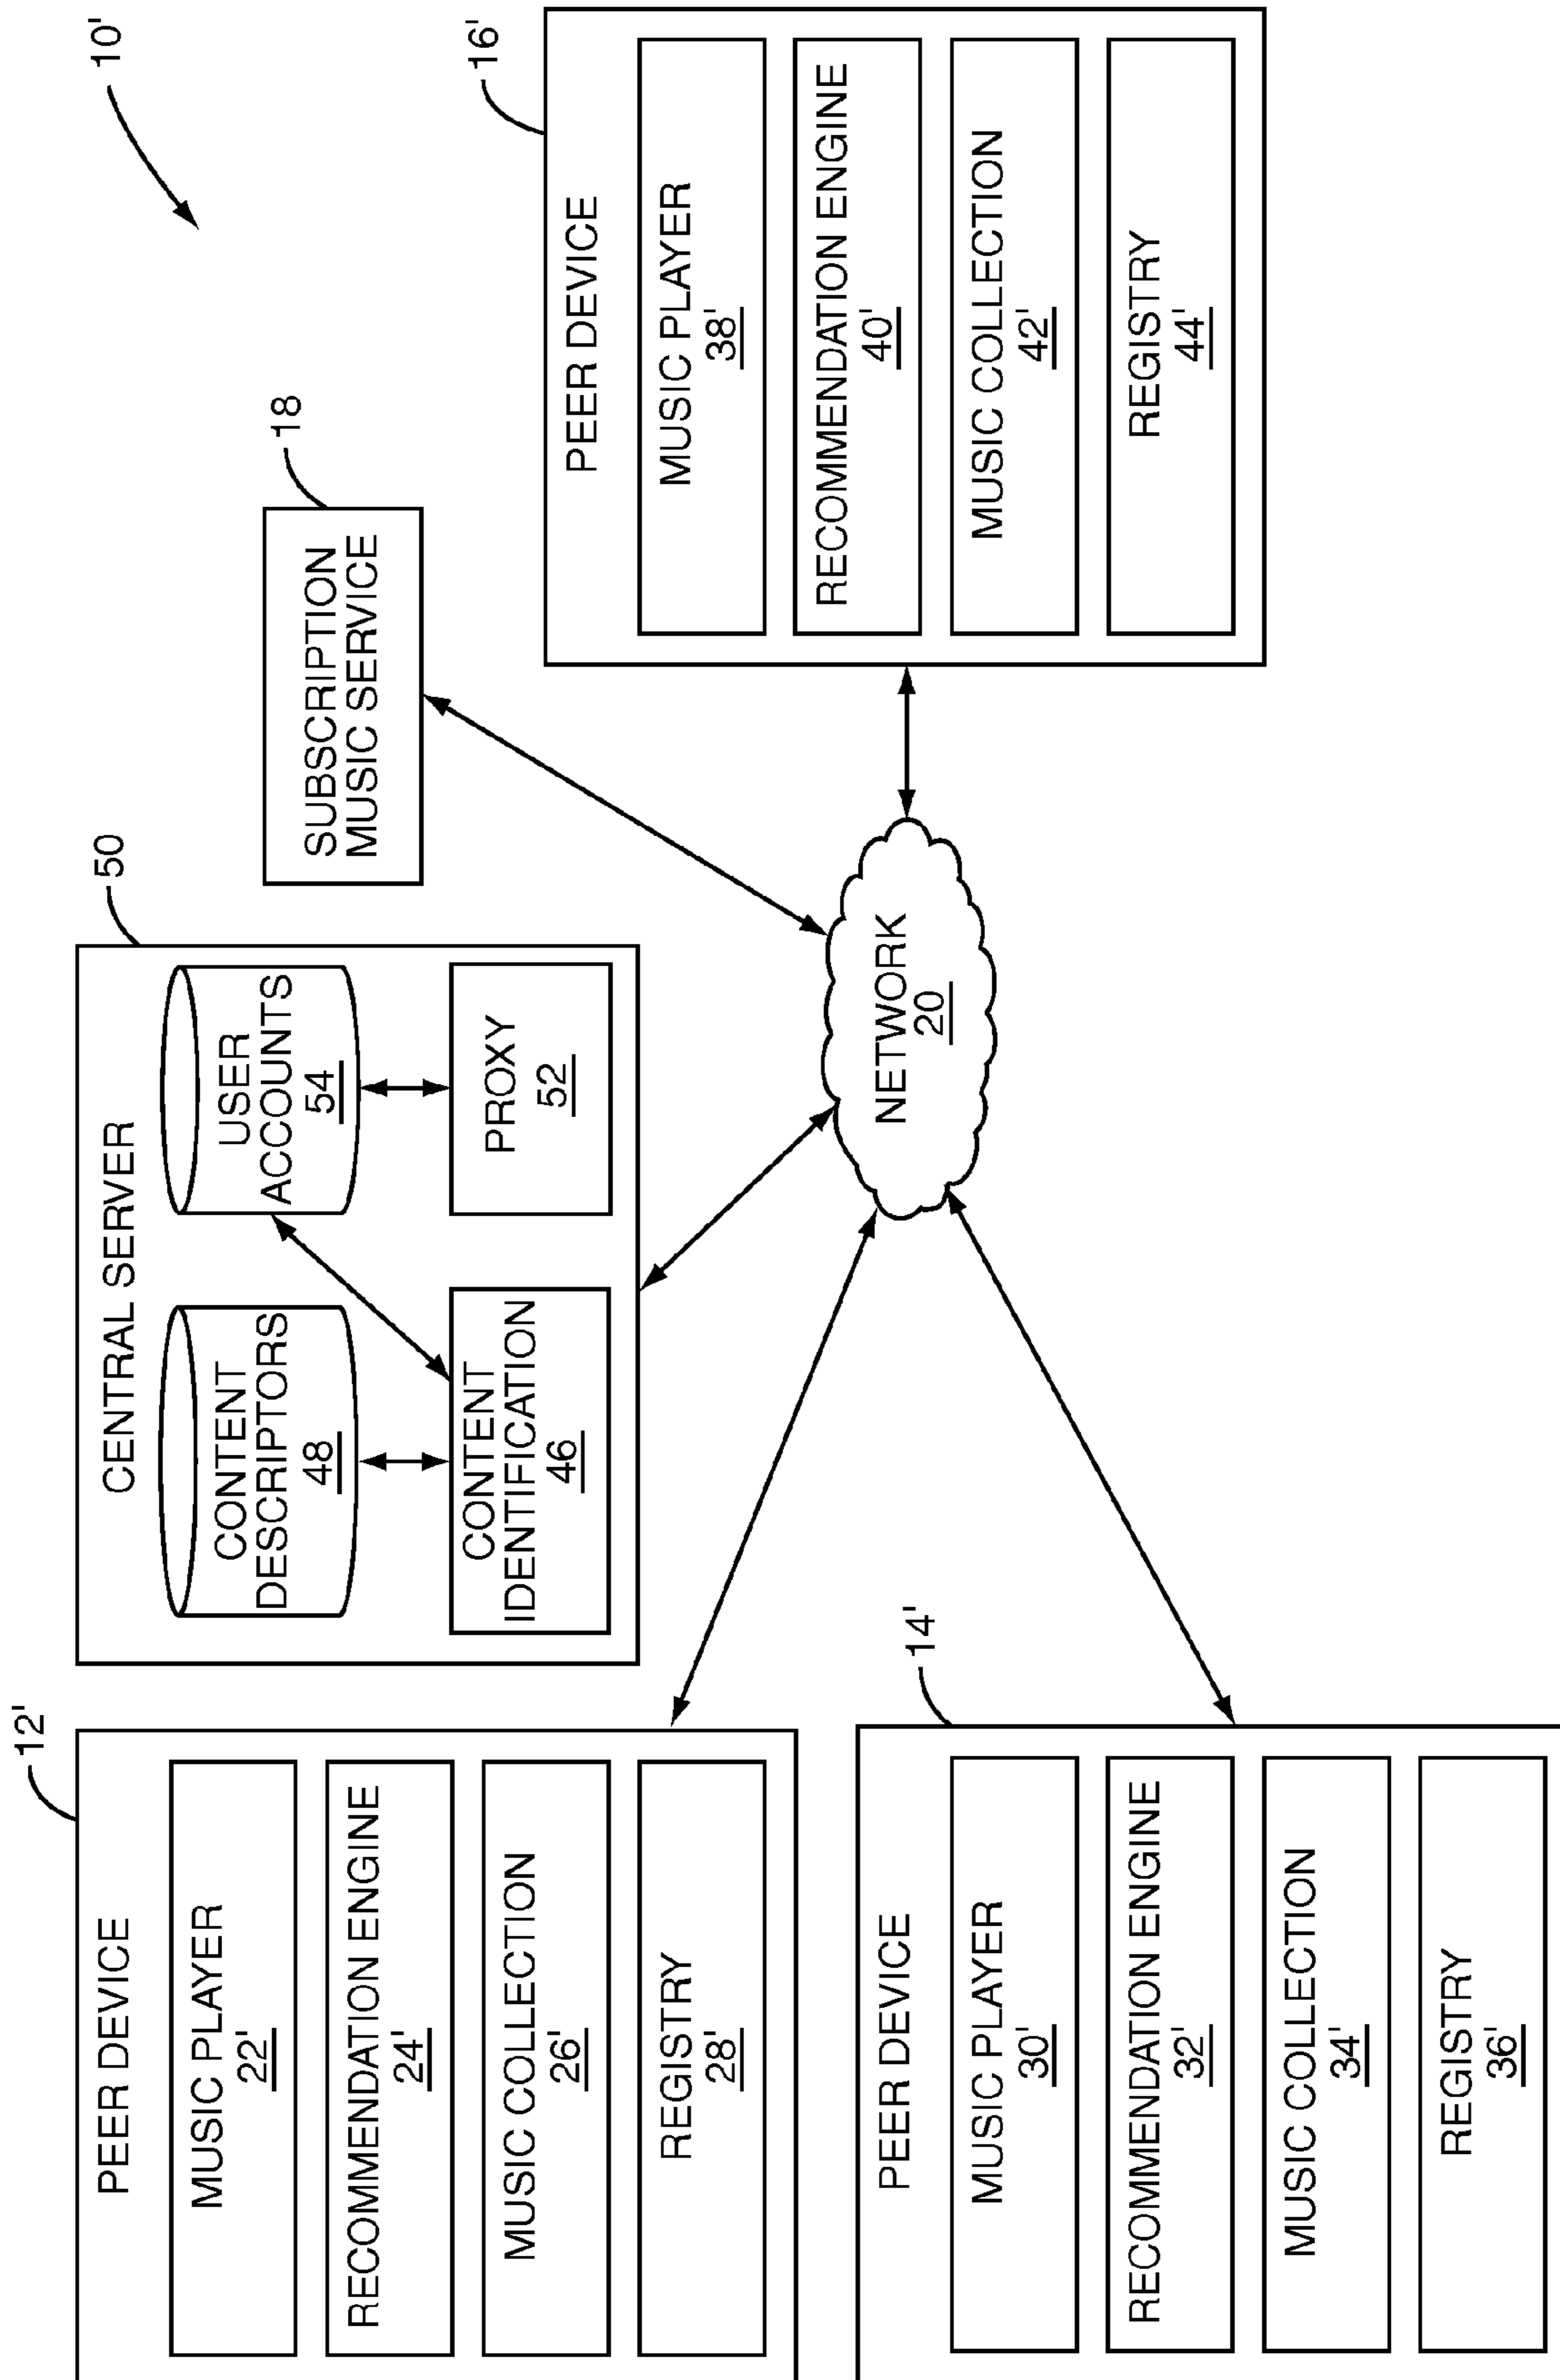 10'
12'
PEER DEVICE
MUSIC PLAYER
22'
RECOMMENDATION ENGINE
24'
MUSIC COLLECTION
26'
REGISTRY
28'
50
CENTRAL SERVER
CONTENT
DESCRIPTORS
48
USER
ACCOUNTS
54
CONTENT
IDENTIFICATION
46
PROXY
52
18
SUBSCRIPTION
MUSIC SERVICE
NETWORK
20
14'
PEER DEVICE
MUSIC PLAYER
30'
RECOMMENDATION ENGINE
32'
MUSIC COLLECTION
34'
REGISTRY
36'
16'
PEER DEVICE
MUSIC PLAYER
38'
RECOMMENDATION ENGINE
40'
MUSIC COLLECTION
42'
REGISTRY
44'